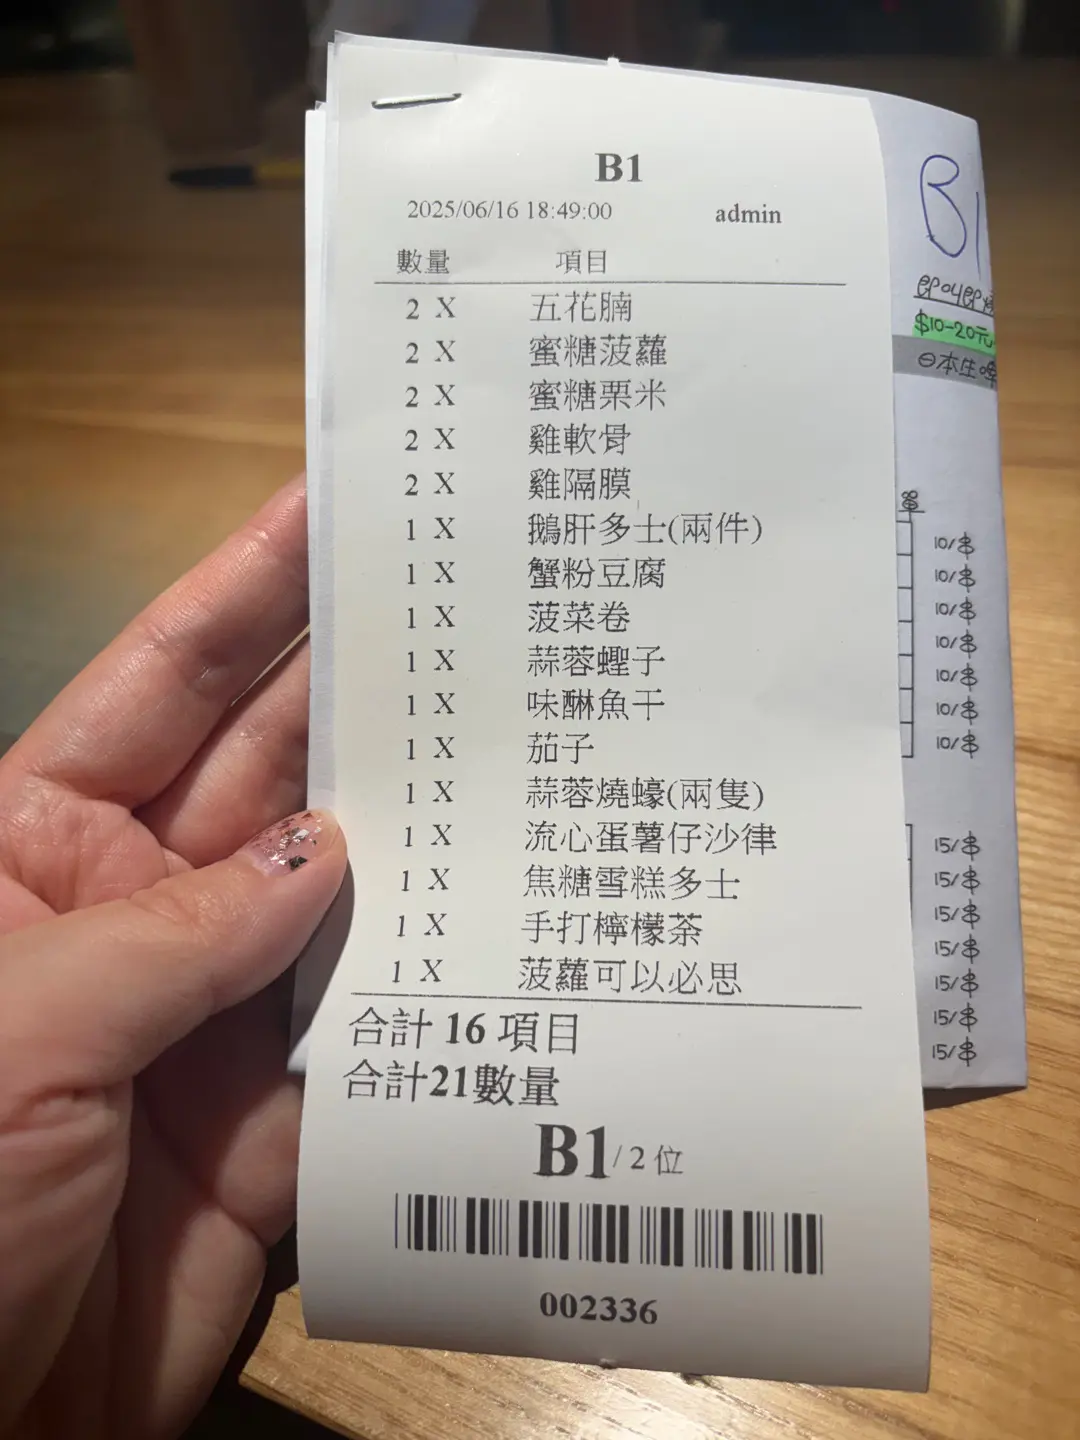 B1
2025/06/16 18:49:00 admin
數量 項目
2 X 五花腩
2 X 蜜糖菠蘿
2 X 蜜糖粟米
2 X 雞軟骨
2 X 雞隔膜
1 X 鵝肝多士(兩件)
1 X 蟹粉豆腐
1 X 菠菜卷
1 X 蒜蓉蟶子
1 X 味醂魚干
1 X 茄子
1 X 蒜蓉燒蠔(兩隻)
1 X 流心蛋薯仔沙律
1 X 焦糖雪糕多士
1 X 手打檸檬茶
1 X 菠蘿可以必思
合計 16 項目
合計21數量
B1/ 2 位
002336
B1
即叫即燒
$10-20元
日本生啤
單
10/串
10/串
10/串
10/串
10/串
10/串
10/串
15/串
15/串
15/串
15/串
15/串
15/串
15/串